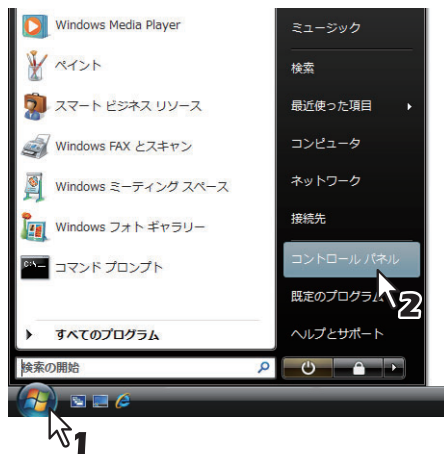 Windows Media Player
ペイント
スマート ビジネス リソース
Windows FAX とスキャン
Windows ミーティング スペース
Windows フォト ギャラリー
C:\
コマンド プロンプト
すべてのプログラム
検索の開始
ミュージック
検索
最近使った項目
コンピュータ
ネットワーク
接続先
コントロール パネル
既定のプログラム
2
ヘルプとサポート
1